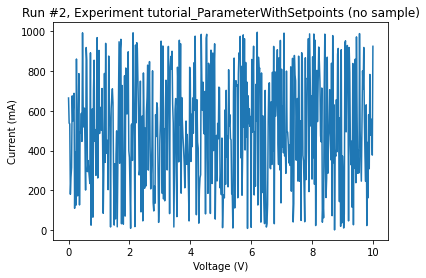 Run #2, Experiment tutorial_ParameterWithSetpoints (no sample)
1000
800
600
400
200
0
Current (mA)
0 2 4 6 8 10
Voltage (V)